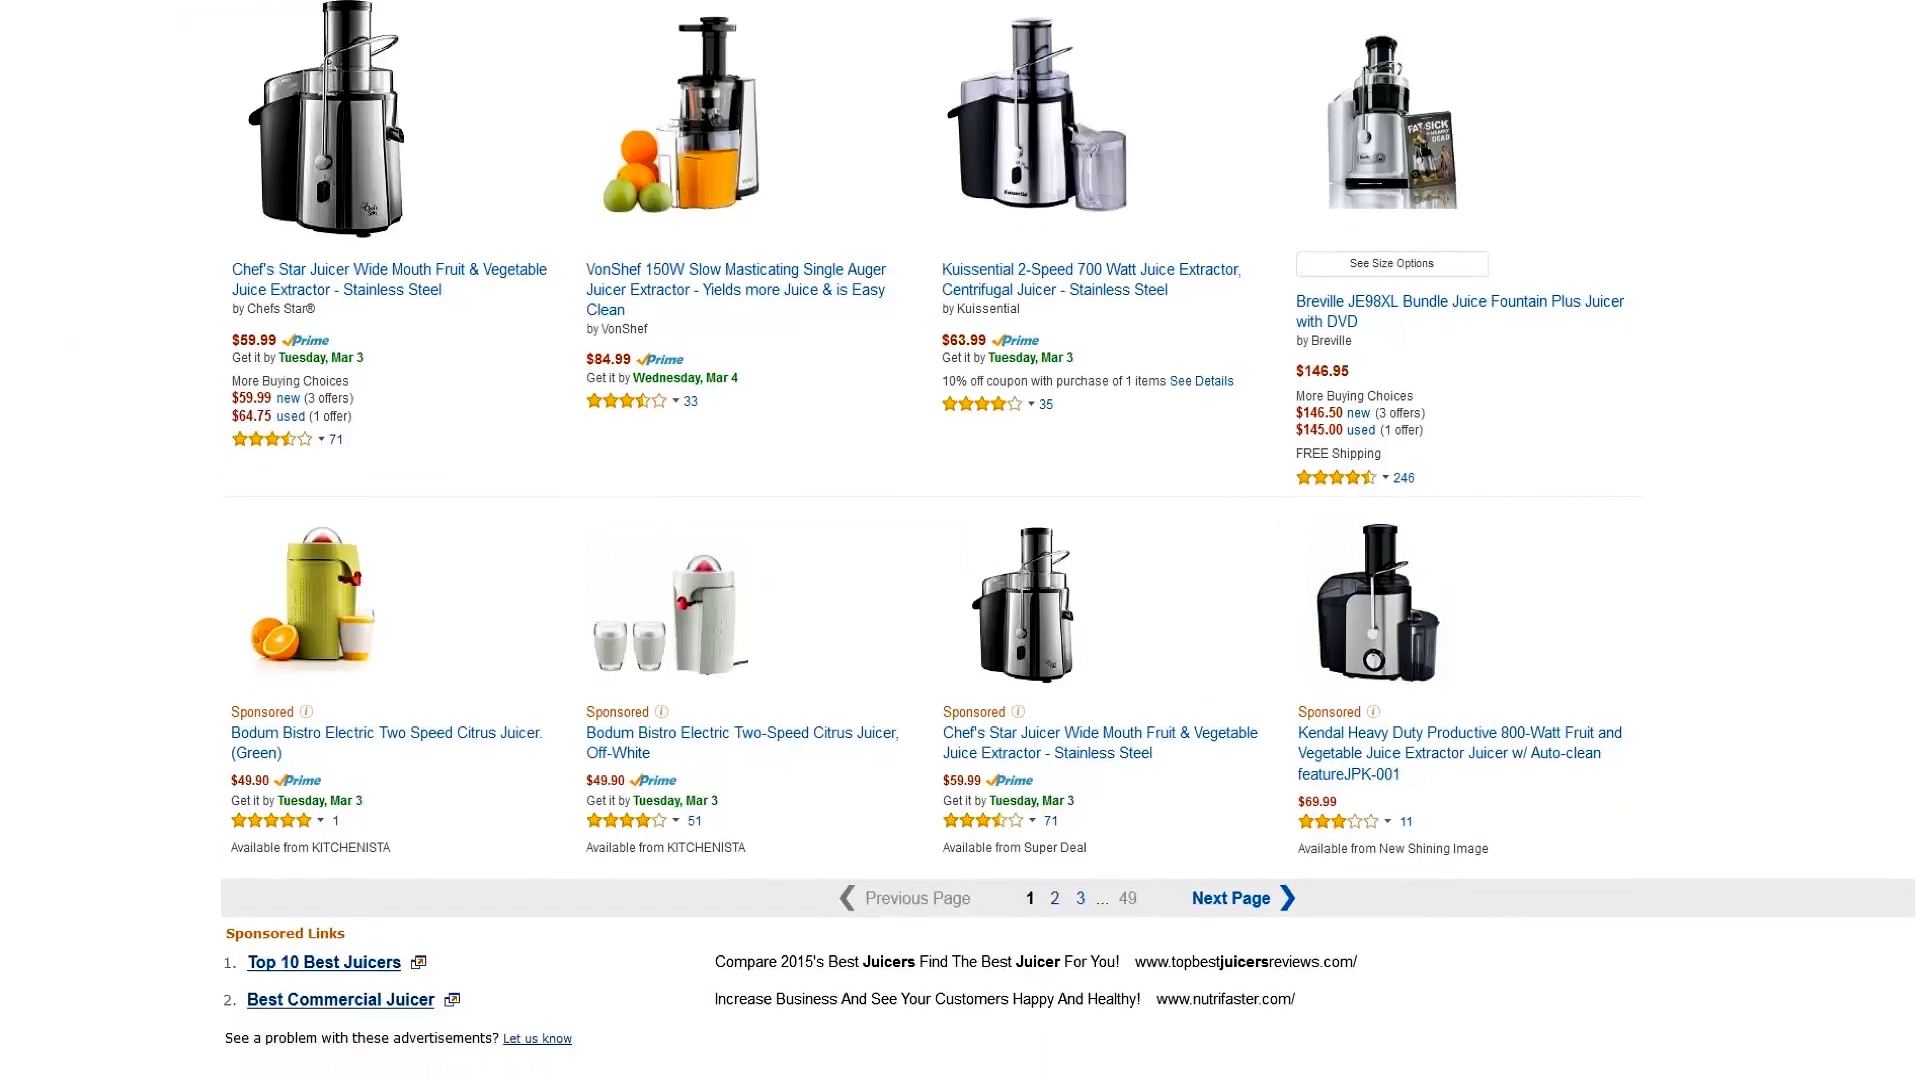 FAT SICK
DEAD
Kuissential
Chef's Star Juicer Wide Mouth Fruit & Vegetable
Juice Extractor - Stainless Steel
by Chefs Star®
$59.99 Prime
Get it by Tuesday, Mar 3
More Buying Choices
$59.99 new (3 offers)
$64.75 used (1 offer)
71
VonShef 150W Slow Masticating Single Auger
Juicer Extractor - Yields more Juice & is Easy
Clean
by VonShef
$84.99 Prime
Get it by Wednesday, Mar 4
33
Kuissential 2-Speed 700 Watt Juice Extractor,
Centrifugal Juicer - Stainless Steel
by Kuissential
$63.99 Prime
Get it by Tuesday, Mar 3
10% off coupon with purchase of 1 items See Details
35
See Size Options
Breville JE98XL Bundle Juice Fountain Plus Juicer
with DVD
by Breville
$146.95
More Buying Choices
$146.50 new (3 offers)
$145.00 used (1 offer)
FREE Shipping
246
Sponsored
Bodum Bistro Electric Two Speed Citrus Juicer.
(Green)
$49.90 Prime
Get it by Tuesday, Mar 3
1
Available from KITCHENISTA
Sponsored
Bodum Bistro Electric Two-Speed Citrus Juicer,
Off-White
$49.90 Prime
Get it by Tuesday, Mar 3
51
Available from KITCHENISTA
Sponsored
Chef's Star Juicer Wide Mouth Fruit & Vegetable
Juice Extractor - Stainless Steel
$59.99 Prime
Get it by Tuesday, Mar 3
71
Available from Super Deal
Sponsored
Kendal Heavy Duty Productive 800-Watt Fruit and
Vegetable Juice Extractor Juicer w/ Auto-clean
featureJPK-001
$69.99
11
Available from New Shining Image
Previous Page 1 2 3 ... 49 Next Page
Sponsored Links
1. Top 10 Best Juicers Compare 2015's Best Juicers Find The Best Juicer For You! www.topbestjuicersreviews.com/
2. Best Commercial Juicer Increase Business And See Your Customers Happy And Healthy! www.nutrifaster.com/
See a problem with these advertisements? Let us know